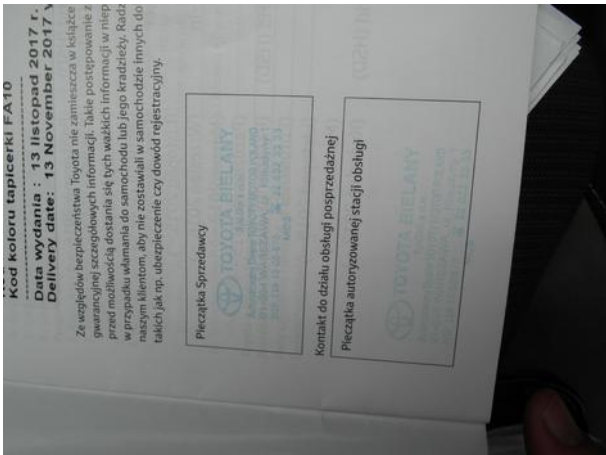 Kod koloru tapicerki FA10
Data wydania : 13 listopad 2017 r.
Delivery date: 13 November 2017
Ze względów bezpieczeństwa Toyota nie zamieszcza w książce
gwarancyjnej szczegółowych informacji. Takie postępowanie
przed możliwością dostania się tych ważkich informacji w
w przypadku włamania do samochodu lub jego kradzieży.
naszym klientom, aby nie zostawiali w samochodzie innych
takich jak np. ubezpieczenie czy dowód rejestracyjny.
Pieczątka Sprzedawcy
TOYOTA BIELANY
Kontakt do działu obsługi posprzedażnej
Pieczątka autoryzowanej stacji obsługi
TOYOTA BIELANY